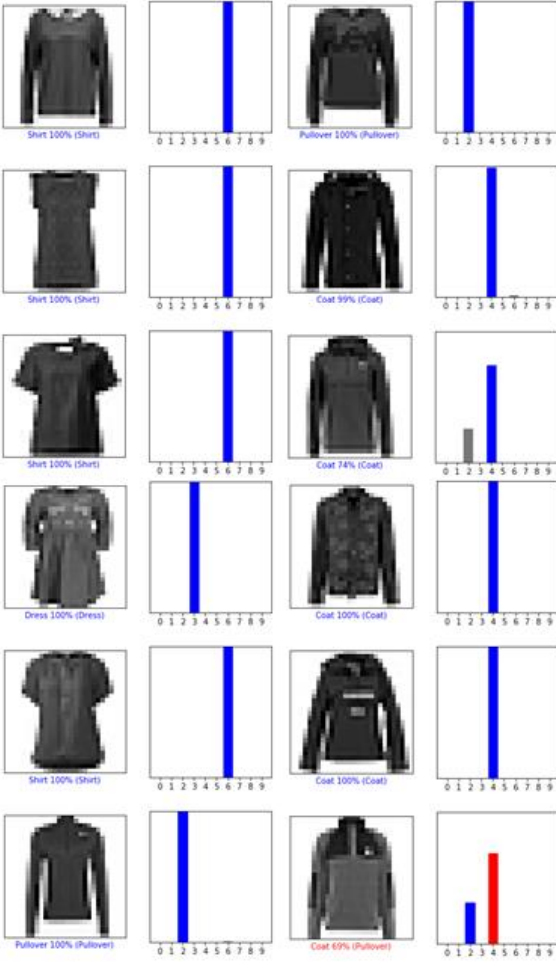 Shirt 100% (Shirt)
0 1 2 3 4 5 6 7 8 9
Pullover 100% (Pullover)
0 1 2 3 4 5 6 7 8 9
Shirt 100% (Shirt)
0 1 2 3 4 5 6 7 8 9
Coat 99% (Coat)
0 1 2 3 4 5 6 7 8 9
Shirt 100% (Shirt)
0 1 2 3 4 5 6 7 8 9
Coat 74% (Coat)
0 1 2 3 4 5 6 7 8 9
Dress 100% (Dress)
0 1 2 3 4 5 6 7 8 9
Coat 100% (Coat)
0 1 2 3 4 5 6 7 8 9
Shirt 100% (Shirt)
0 1 2 3 4 5 6 7 8 9
Coat 100% (Coat)
0 1 2 3 4 5 6 7 8 9
Pullover 100% (Pullover)
0 1 2 3 4 5 6 7 8 9
Coat 69% (Pullover)
0 1 2 3 4 5 6 7 8 9